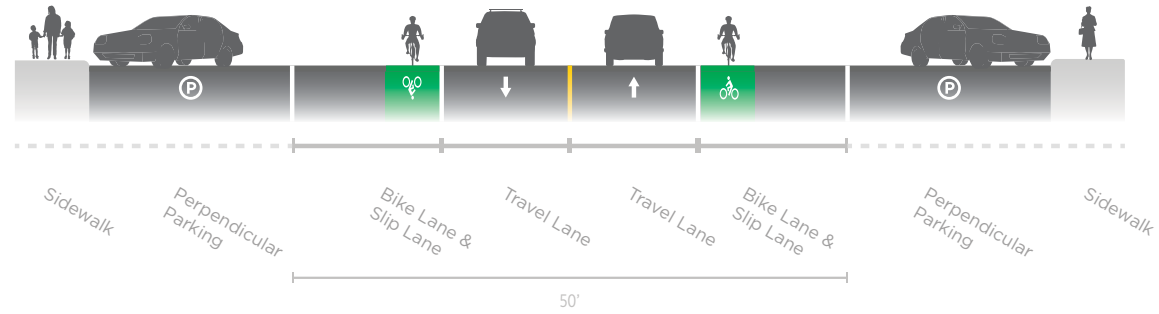 P
P
Sidewalk
Perpendicular
Parking
Bike Lane &
Slip Lane
Travel Lane
Travel Lane
Bike Lane &
Slip Lane
Perpendicular
Parking
Sidewalk
50'